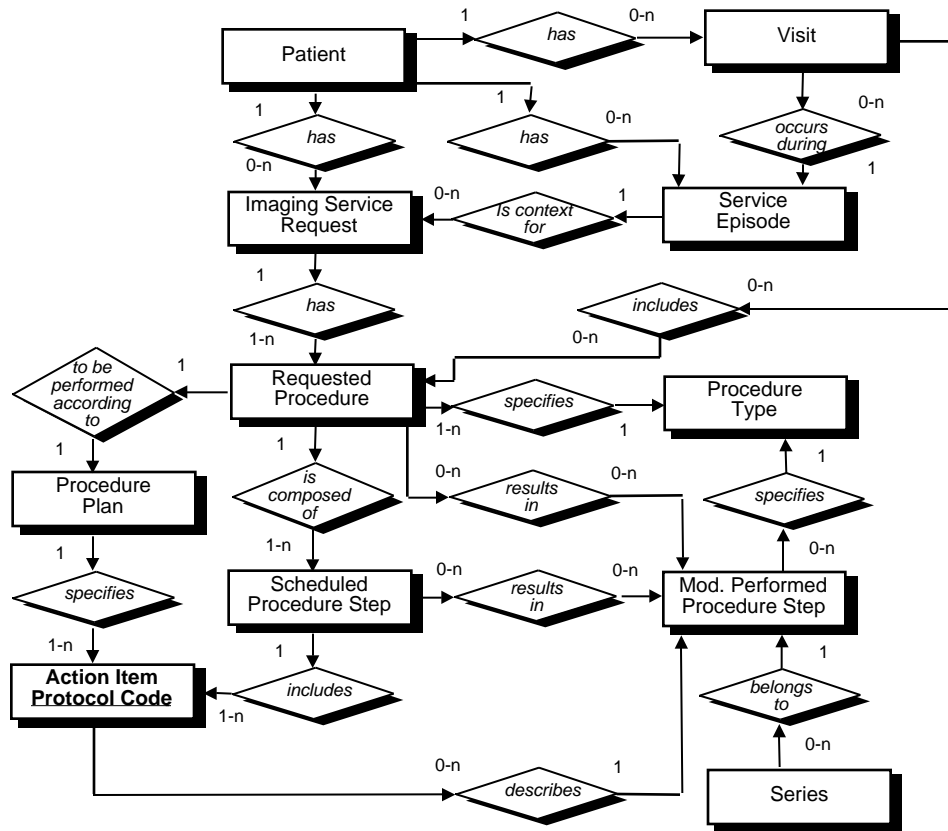 1
has
0-n
Visit
Patient
1
has
0-n
1
has
0-n
0-n
occurs
during
1
Imaging Service
Request
0-n
Is context
for
1
Service
Episode
1
has
1-n
0-n
includes
0-n
to be
performed
according
to
1
Requested
Procedure
1-n
specifies
1
Procedure
Type
1
Procedure
Plan
1
is
composed
of
1-n
0-n
results
in
0-n
1
specifies
0-n
1
specifies
1-n
Scheduled
Procedure Step
0-n
results
in
0-n
Mod. Performed
Procedure Step
Action Item
Protocol Code
1
includes
1-n
1
belongs
to
0-n
0-n
describes
1
Series